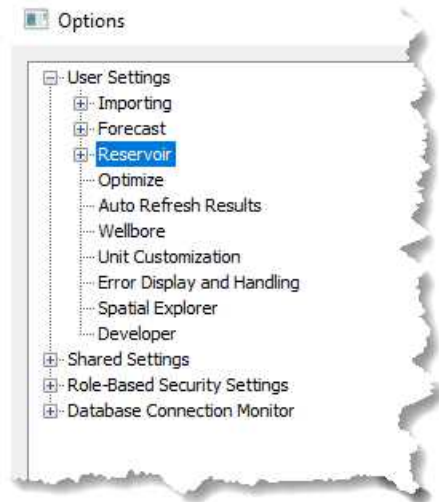 Options
User Settings
Importing
Forecast
Reservoir
Optimize
Auto Refresh Results
Wellbore
Unit Customization
Error Display and Handling
Spatial Explorer
Developer
Shared Settings
Role-Based Security Settings
Database Connection Monitor